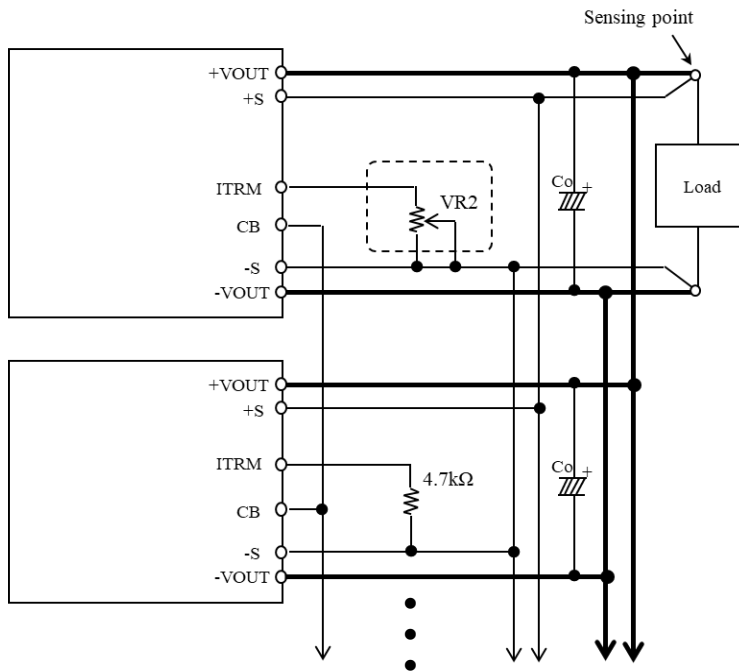 Sensing point
+VOUT
+S
ITRM
VR2
Co
+
Load
CB
-S
-VOUT
+VOUT
+S
ITRM
4.7kΩ
Co
+
CB
-S
-VOUT